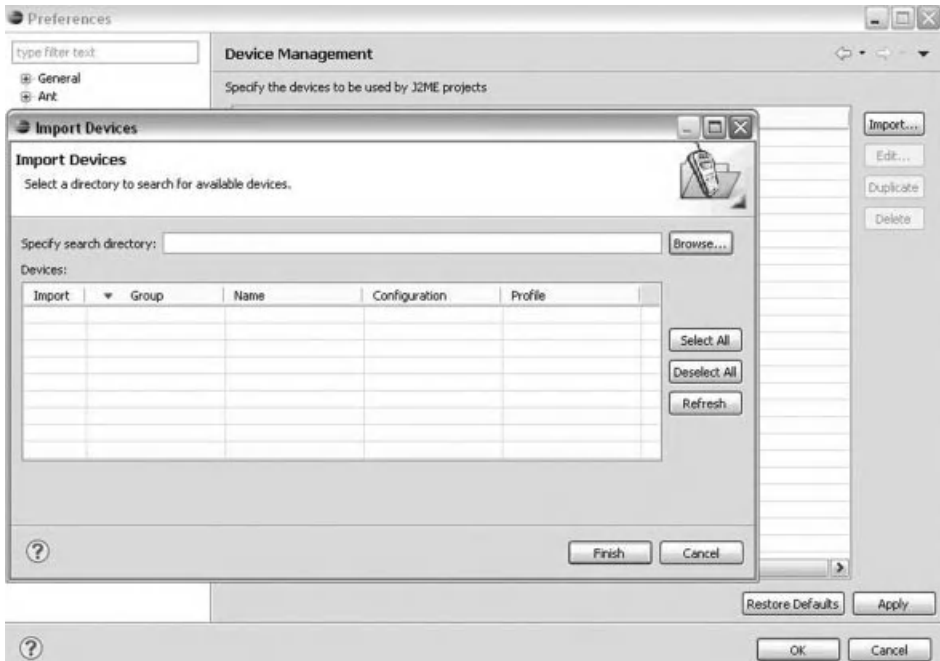 Preferences
type filter text
Device Management
General
Ant
Specify the devices to be used by J2ME projects
Import Devices
Import...
Import Devices
Edit...
Select a directory to search for available devices.
Duplicate
Delete
Specify search directory:
Browse...
Devices:
Import Group Name Configuration Profile
Select All
Deselect All
Refresh
Finish Cancel
Restore Defaults Apply
OK Cancel